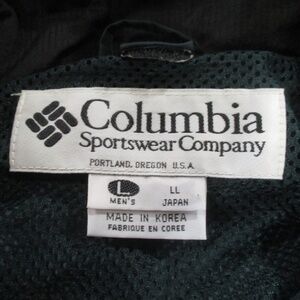 Columbia
Sportswear Company
PORTLAND, OREGON U.S.A.
L LL
MEN'S JAPAN
MADE IN KOREA
FABRIQUE EN COREE